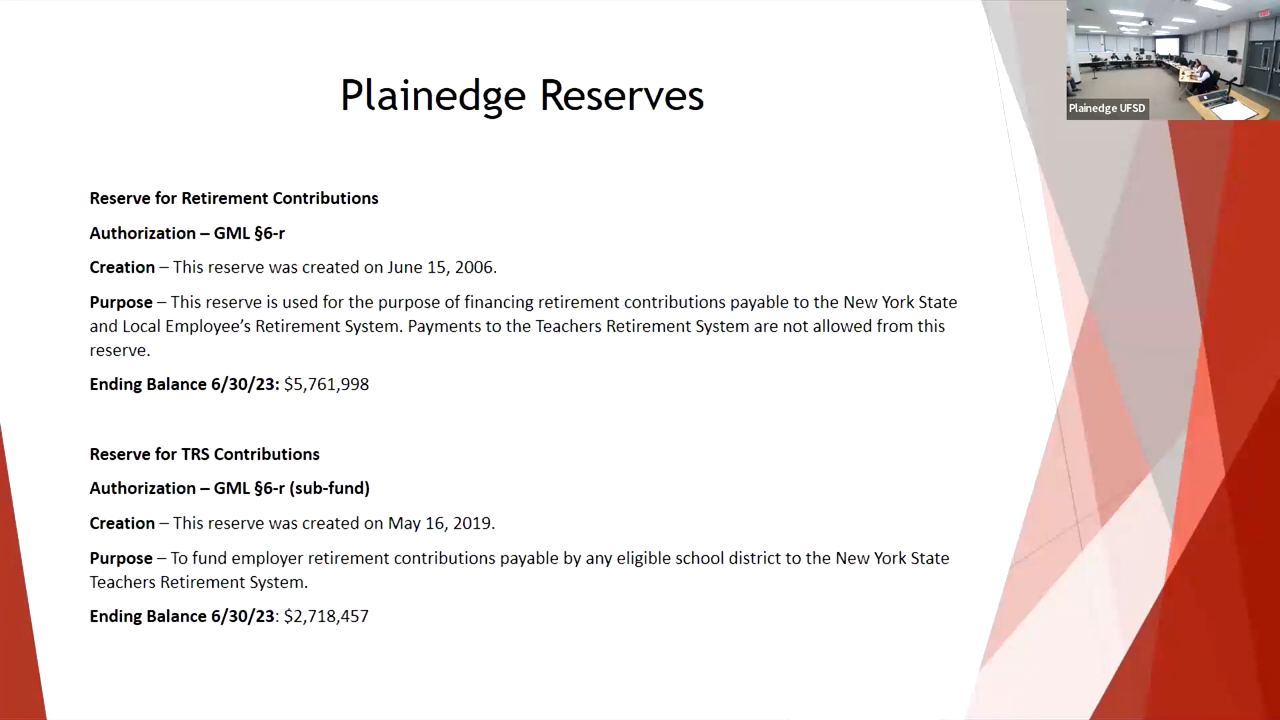 Plainedge Reserves
Plainedge UFSD
Reserve for Retirement Contributions
Authorization – GML §6-r
Creation – This reserve was created on June 15, 2006.
Purpose – This reserve is used for the purpose of financing retirement contributions payable to the New York State
and Local Employee’s Retirement System. Payments to the Teachers Retirement System are not allowed from this
reserve.
Ending Balance 6/30/23: $5,761,998
Reserve for TRS Contributions
Authorization – GML §6-r (sub-fund)
Creation – This reserve was created on May 16, 2019.
Purpose – To fund employer retirement contributions payable by any eligible school district to the New York State
Teachers Retirement System.
Ending Balance 6/30/23: $2,718,457